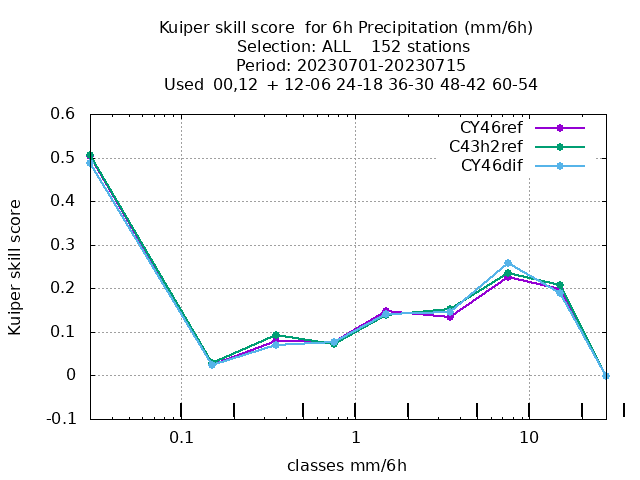 Kuiper skill score  for 6h Precipitation (mm/6h)
Selection: ALL    152 stations
Period: 20230701-20230715
Used  00,12  + 12-06 24-18 36-30 48-42 60-54
CY46ref
C43h2ref
CY46dif
Kuiper skill score
0.6
0.5
0.4
0.3
0.2
0.1
0
-0.1
0.1
1
10
classes mm/6h